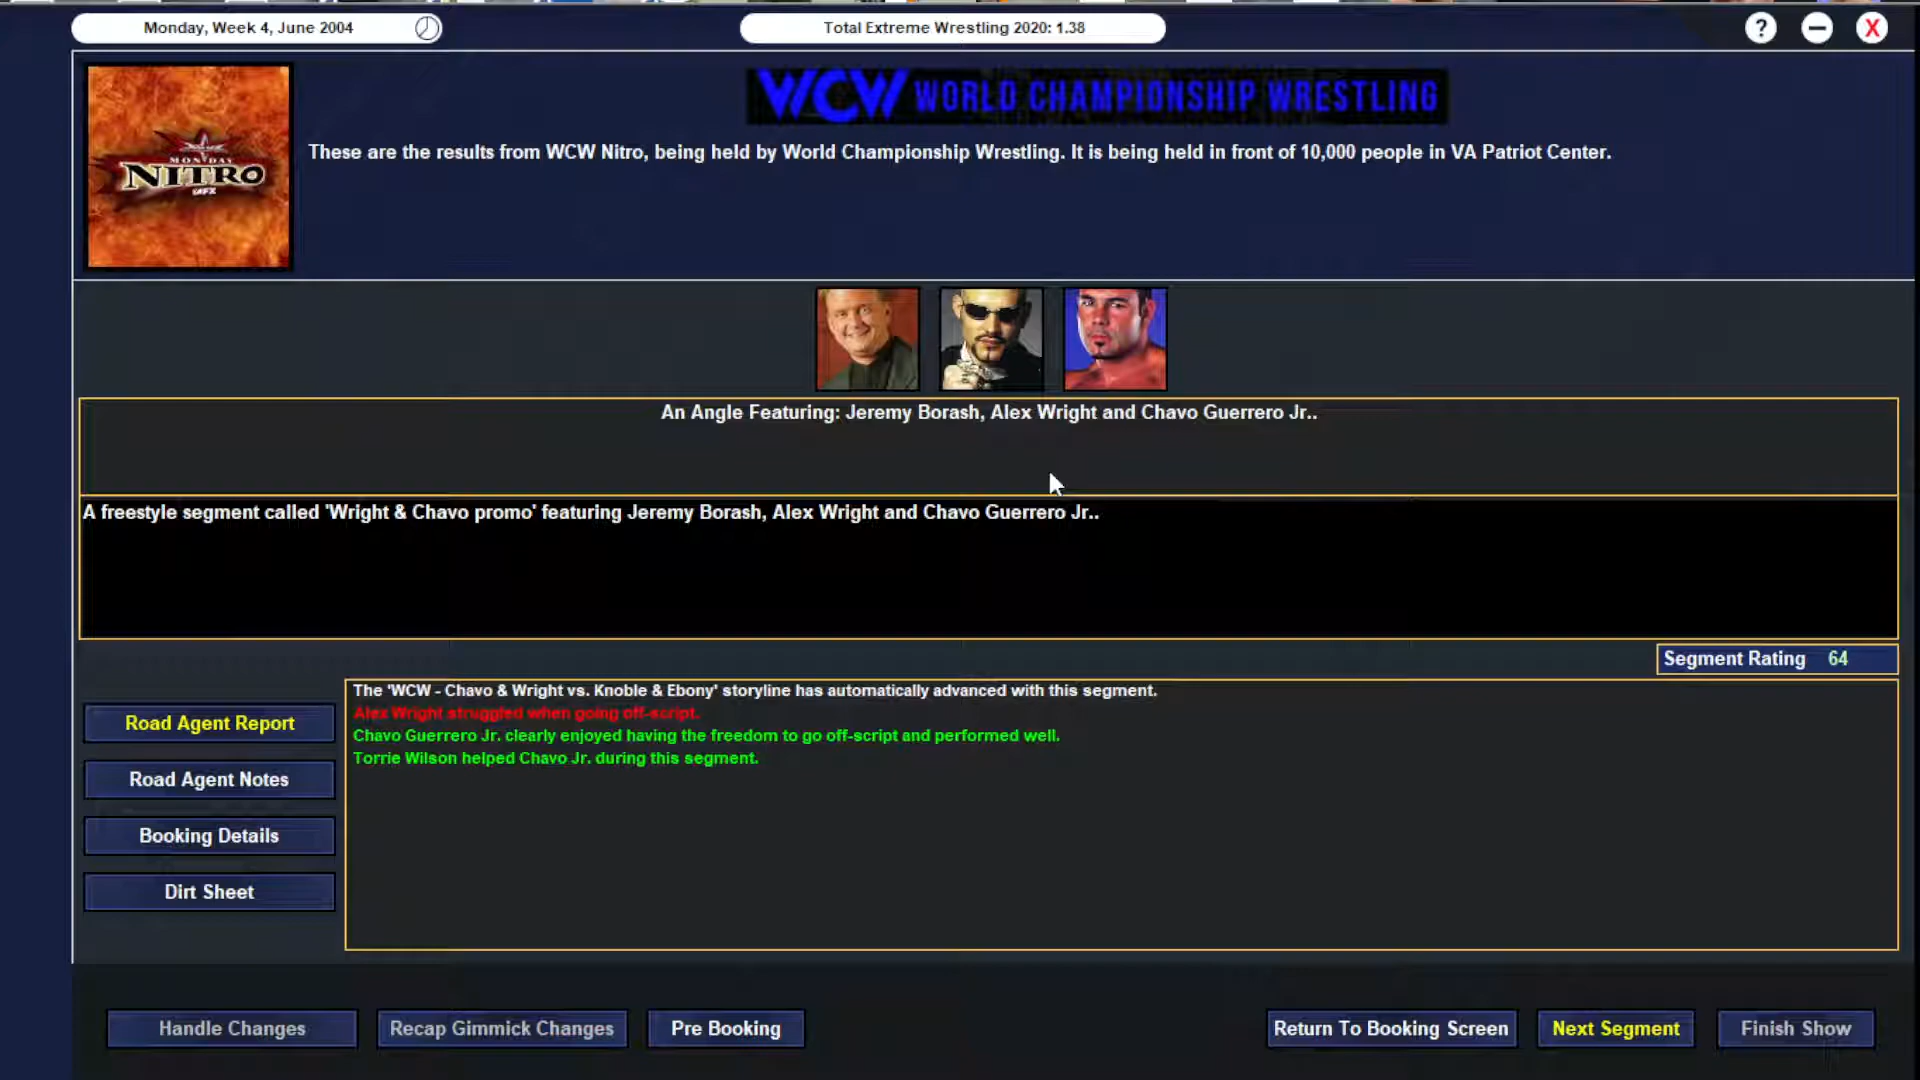 Monday, Week 4, June 2004
Total Extreme Wrestling 2020: 1.38
?
X
WCW WORLD CHAMPIONSHIP WRESTLING
MONDAY
NITRO
These are the results from WCW Nitro, being held by World Championship Wrestling. It is being held in front of 10,000 people in VA Patriot Center.
An Angle Featuring: Jeremy Borash, Alex Wright and Chavo Guerrero Jr..
A freestyle segment called 'Wright & Chavo promo' featuring Jeremy Borash, Alex Wright and Chavo Guerrero Jr..
Segment Rating 64
Road Agent Report
Road Agent Notes
Booking Details
Dirt Sheet
The 'WCW - Chavo & Wright vs. Knoble & Ebony' storyline has automatically advanced with this segment.
Alex Wright struggled when going off-script.
Chavo Guerrero Jr. clearly enjoyed having the freedom to go off-script and performed well.
Torrie Wilson helped Chavo Jr. during this segment.
Handle Changes
Recap Gimmick Changes
Pre Booking
Return To Booking Screen
Next Segment
Finish Show